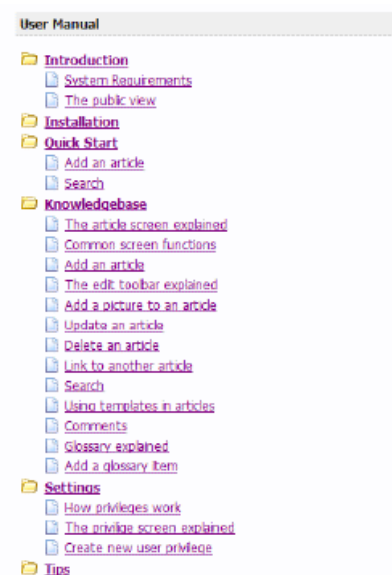 User Manual
Introduction
System Requirements
The public view
Installation
Quick Start
Add an article
Search
Knowledgebase
The article screen explained
Common screen functions
Add an article
The edit toolbar explained
Add a picture to an article
Update an article
Delete an article
Link to another article
Search
Using templates in articles
Comments
Glossary explained
Add a glossary item
Settings
How privileges work
The privilige screen explained
Create new user privilege
Tips